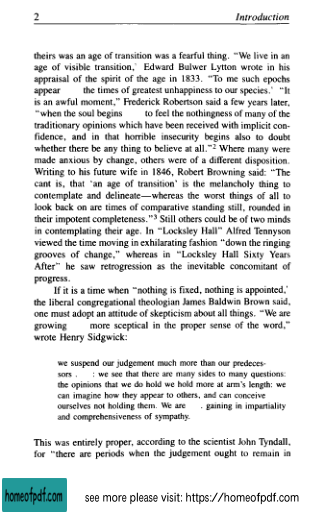 2
Introduction
theirs was an age of transition was a fearful thing. “We live in an
age of visible transition,' Edward Bulwer Lytton wrote in his
appraisal of the spirit of the age in 1833. “To me such epochs
appear the times of greatest unhappiness to our species.' “It
is an awful moment,” Frederick Robertson said a few years later,
“when the soul begins to feel the nothingness of many of the
traditionary opinions which have been received with implicit con-
fidence, and in that horrible insecurity begins also to doubt
whether there be any thing to believe at all.”2 Where many were
made anxious by change, others were of a different disposition.
Writing to his future wife in 1846, Robert Browning said: “The
cant is, that ‘an age of transition’ is the melancholy thing to
contemplate and delineate—whereas the worst things of all to
look back on are times of comparative standing still, rounded in
their impotent completeness.”3 Still others could be of two minds
in contemplating their age. In “Locksley Hall” Alfred Tennyson
viewed the time moving in exhilarating fashion “down the ringing
grooves of change,” whereas in “Locksley Hall Sixty Years
After” he saw retrogression as the inevitable concomitant of
progress.
If it is a time when “nothing is fixed, nothing is appointed,'
the liberal congregational theologian James Baldwin Brown said,
one must adopt an attitude of skepticism about all things. “We are
growing more sceptical in the proper sense of the word,”
wrote Henry Sidgwick:
we suspend our judgement much more than our predeces-
sors . : we see that there are many sides to many questions:
the opinions that we do hold we hold more at arm's length: we
can imagine how they appear to others, and can conceive
ourselves not holding them. We are . gaining in impartiality
and comprehensiveness of sympathy.
This was entirely proper, according to the scientist John Tyndall,
for “there are periods when the judgement ought to remain in
homeofpdf.com
see more please visit: https://homeofpdf.com